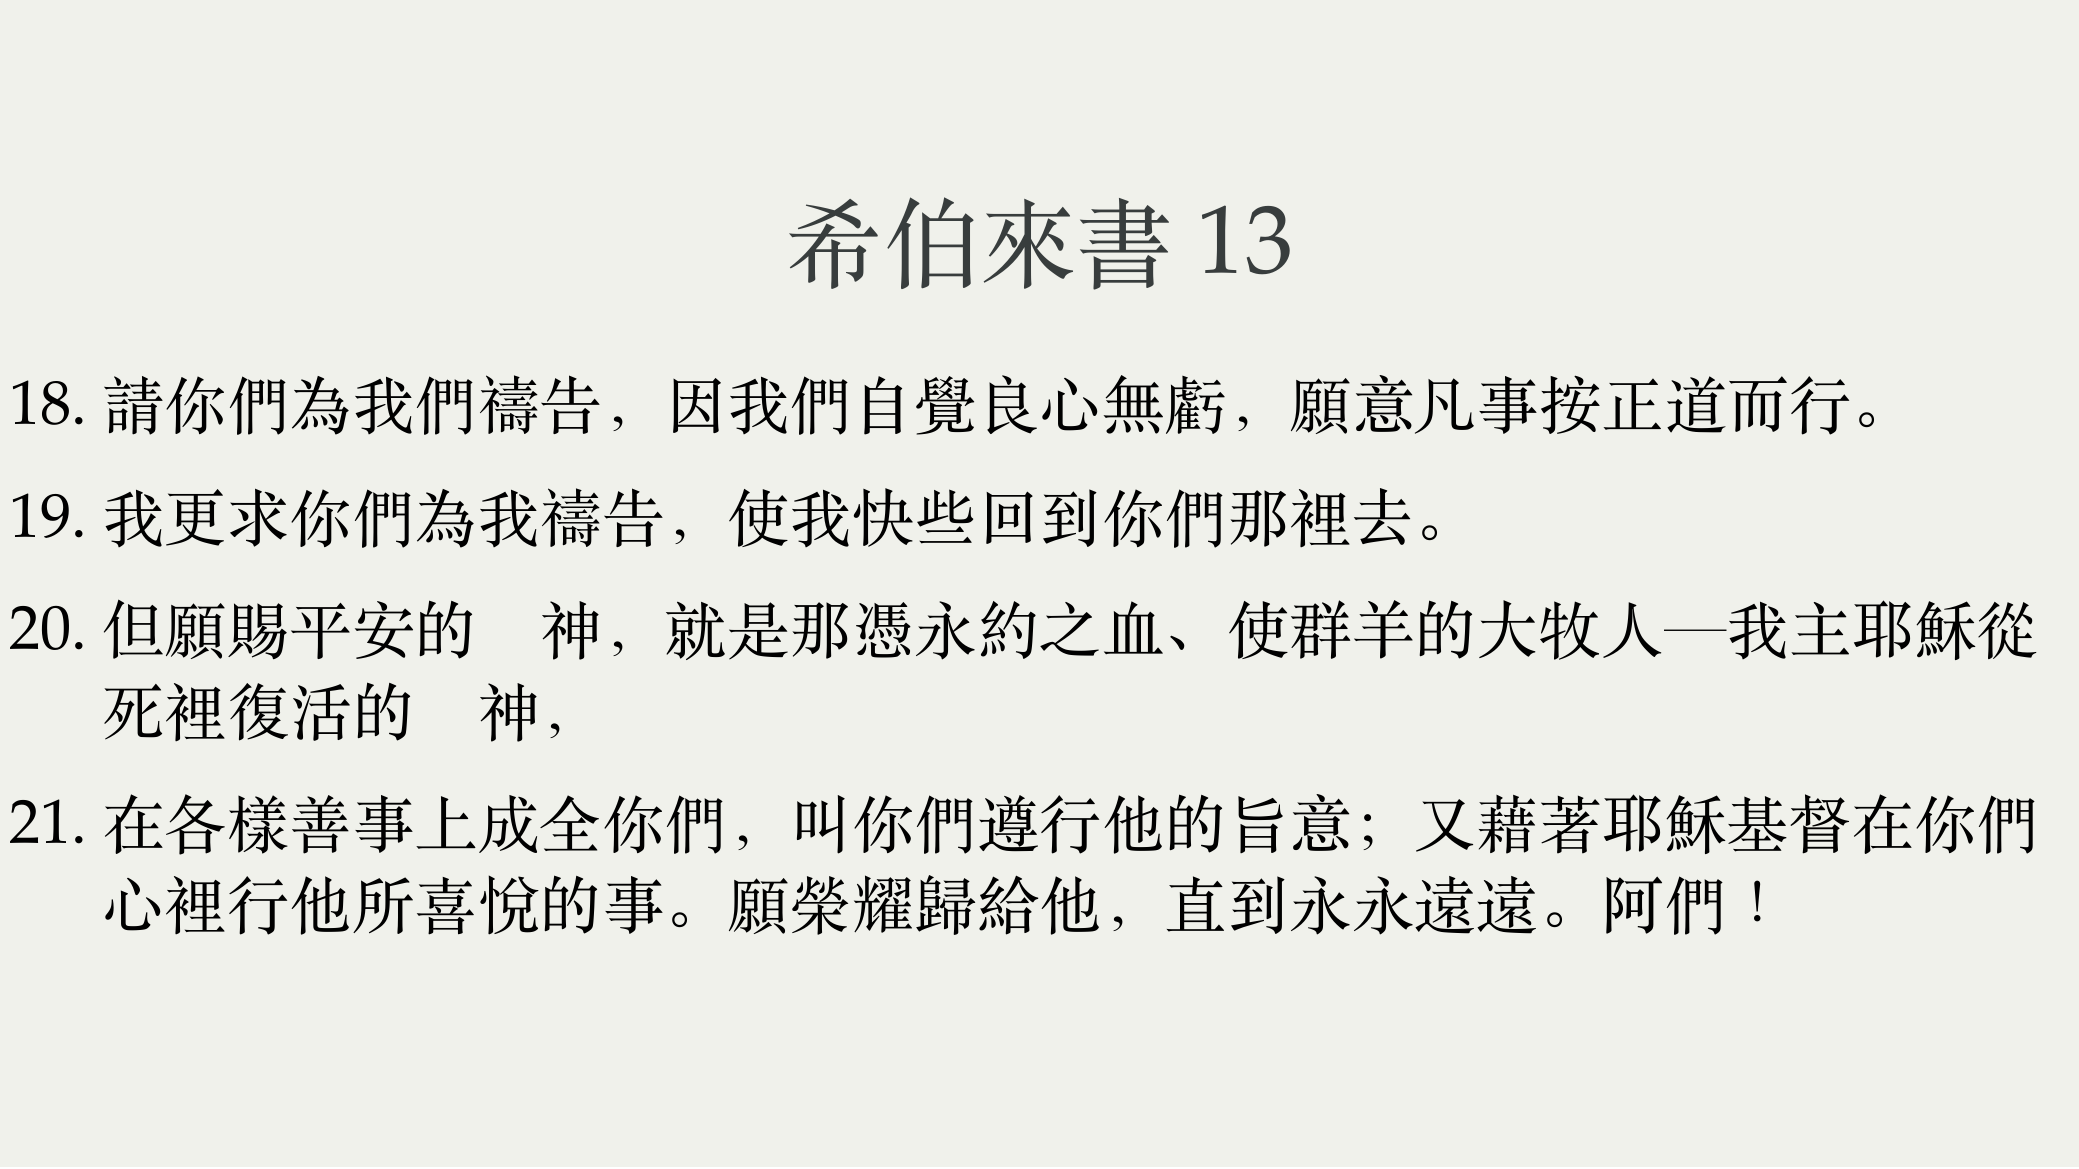 希伯來書 13
18. 請你們為我們禱告，因我們自覺良心無虧，願意凡事按正道而行。
19. 我更求你們為我禱告，使我快些回到你們那裡去。
20. 但願賜平安的　神，就是那憑永約之血、使群羊的大牧人—我主耶穌從
死裡復活的　神，
21. 在各樣善事上成全你們，叫你們遵行他的旨意；又藉著耶穌基督在你們
心裡行他所喜悅的事。願榮耀歸給他，直到永永遠遠。阿們！